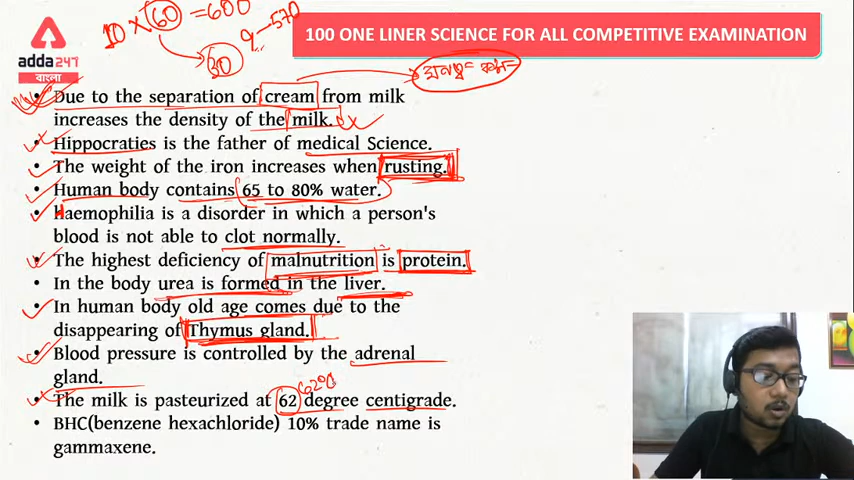 10 × 60 = 600
30
570
100 ONE LINER SCIENCE FOR ALL COMPETITIVE EXAMINATION
adda247
বাংলা
• Due to the separation of cream from milk
increases the density of the milk.
• Hippocraties is the father of medical Science.
• The weight of the iron increases when rusting.
• Human body contains 65 to 80% water.
• Haemophilia is a disorder in which a person's
blood is not able to clot normally.
• The highest deficiency of malnutrition is protein.
• In the body urea is formed in the liver.
• In human body old age comes due to the
disappearing of Thymus gland.
• Blood pressure is controlled by the adrenal
gland.
62°C
• The milk is pasteurized at 62 degree centigrade.
• BHC(benzene hexachloride) 10% trade name is
gammaxene.